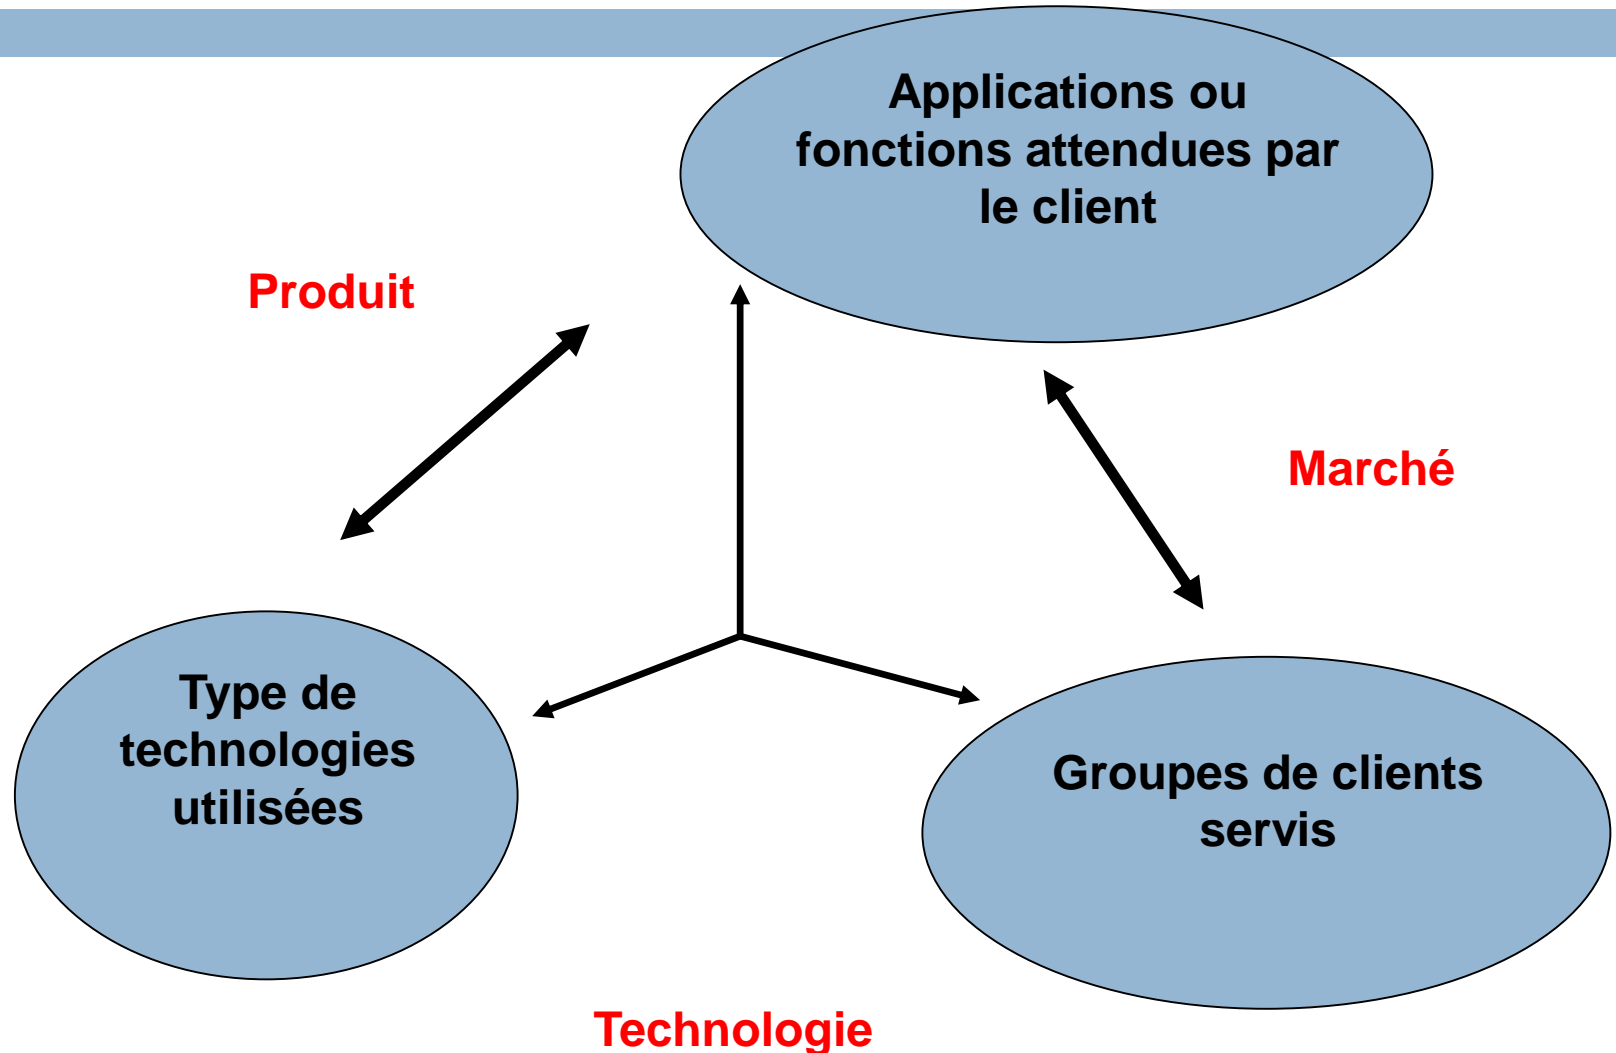 Applications ou
fonctions attendues par
le client
Produit
Marché
Type de
technologies
utilisées
Groupes de clients
servis
Technologie